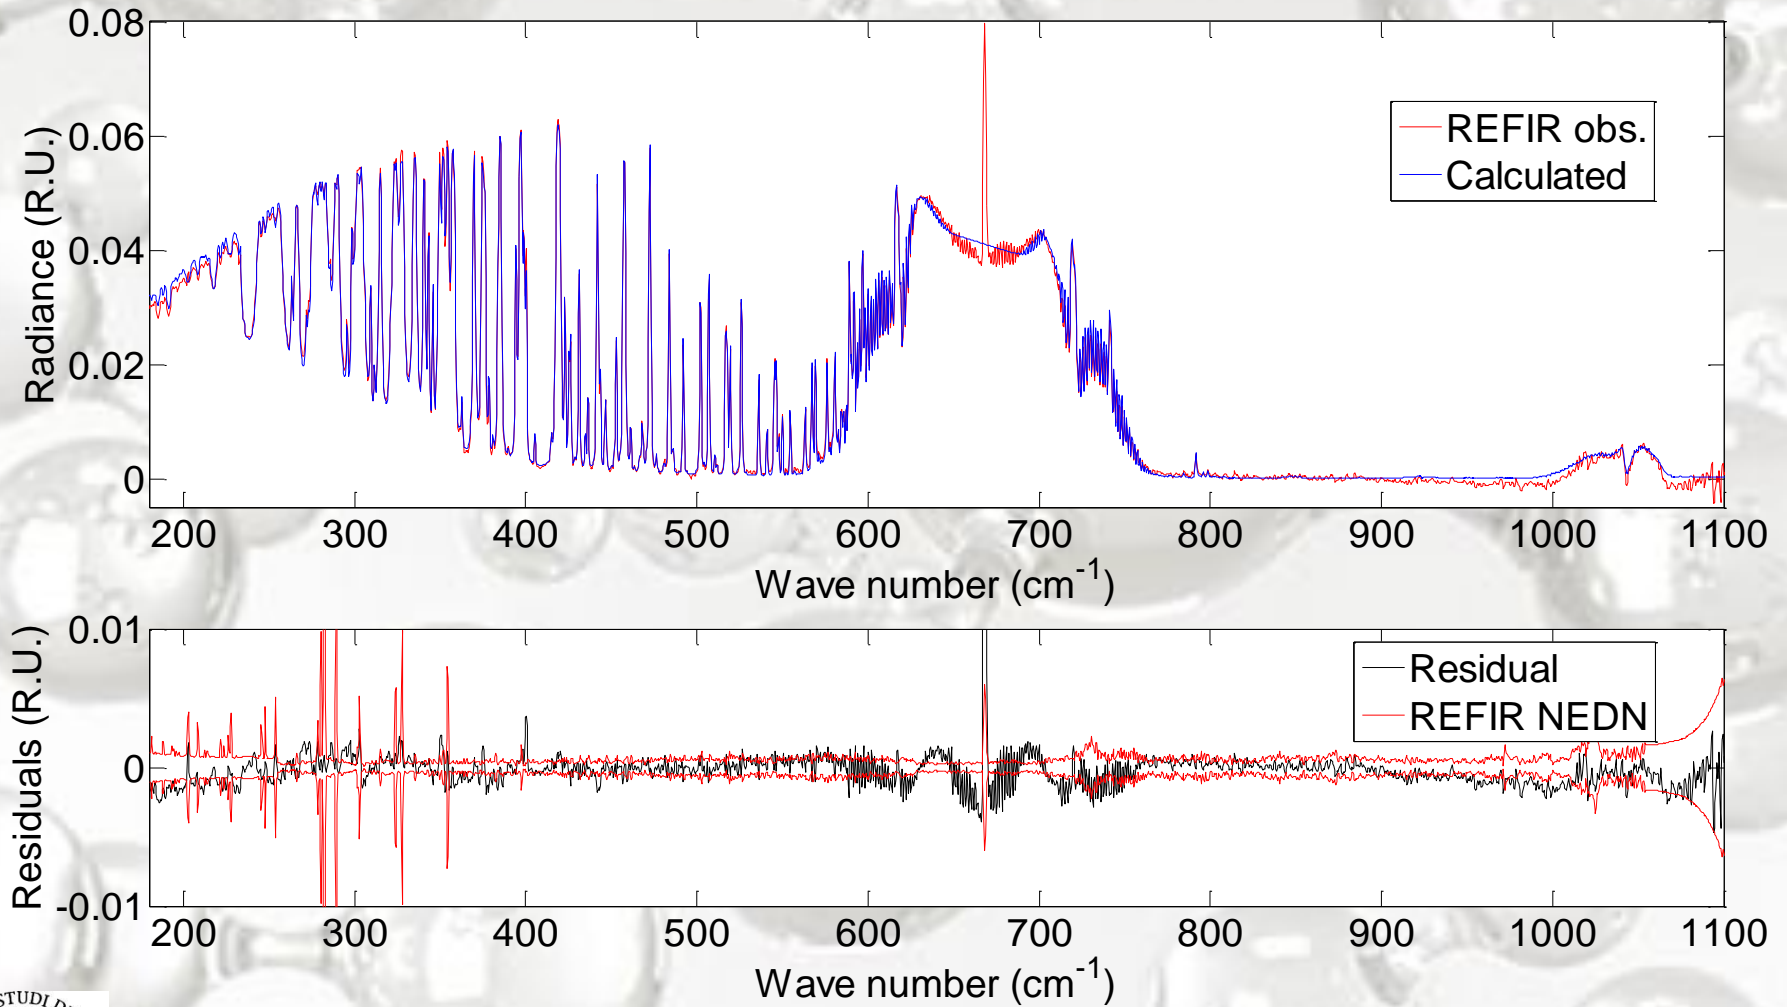 0.08
0.06
0.04
0.02
0
Radiance (R.U.)
REFIR obs.
Calculated
200 300 400 500 600 700 800 900 1000 1100
Wave number (cm-1)
0.01
0
-0.01
Residuals (R.U.)
Residual
REFIR NEDN
200 300 400 500 600 700 800 900 1000 1100
Wave number (cm-1)
STUDI